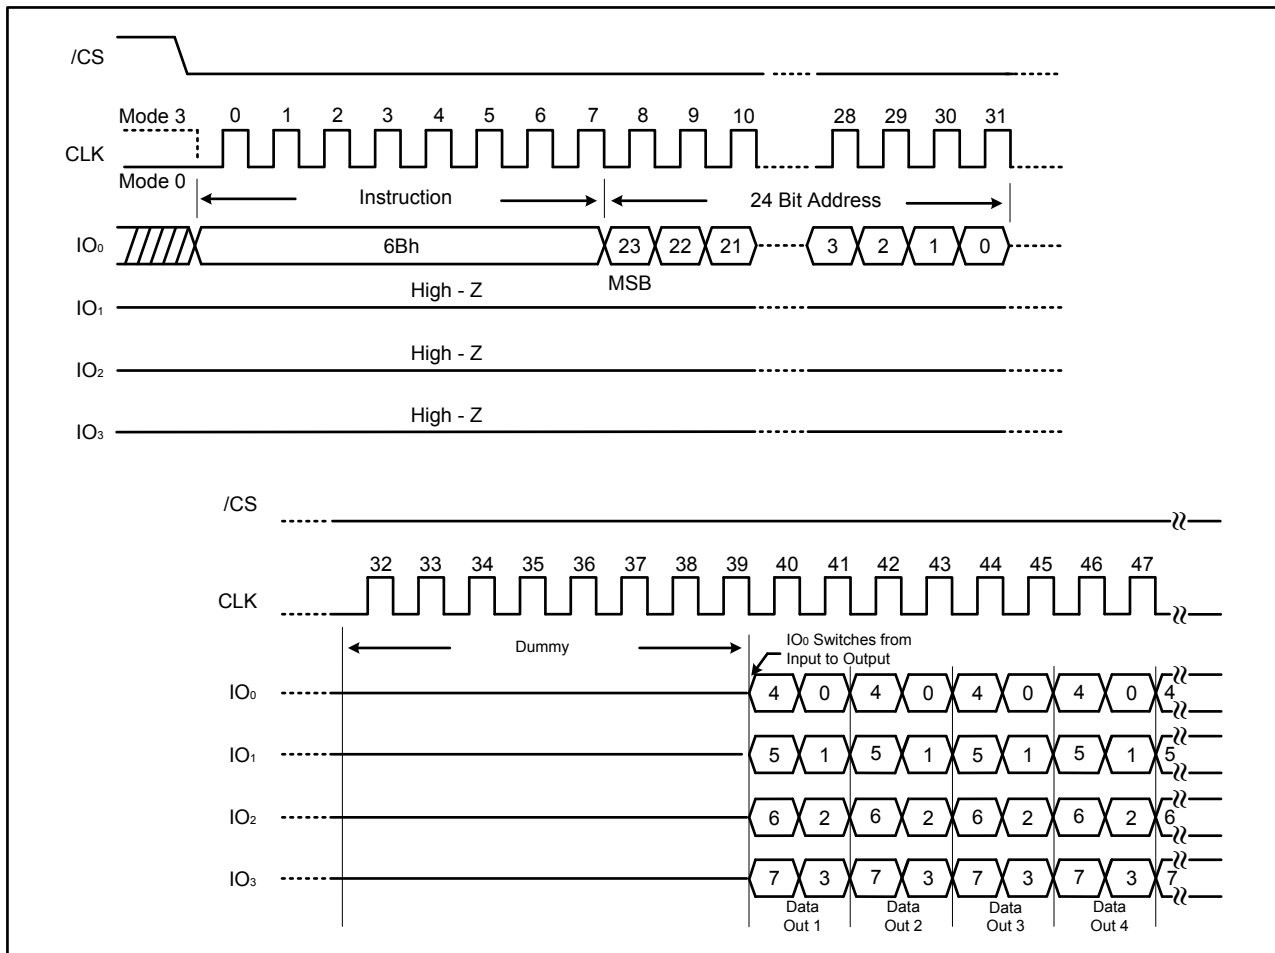 /CS
Mode 3 0 1 2 3 4 5 6 7 8 9 10 28 29 30 31
CLK
Mode 0
Instruction 24 Bit Address
IO₀ 6Bh 23 22 21 3 2 1 0
MSB
High - Z
IO₁
High - Z
IO₂
High - Z
IO₃
/CS
32 33 34 35 36 37 38 39 40 41 42 43 44 45 46 47
CLK
Dummy
IO₀ Switches from
Input to Output
IO₀ 4 0 4 0 4 0 4 0 4
IO₁ 5 1 5 1 5 1 5 1 5
IO₂ 6 2 6 2 6 2 6 2 6
IO₃ 7 3 7 3 7 3 7 3 7
Data Data Data Data
Out 1 Out 2 Out 3 Out 4